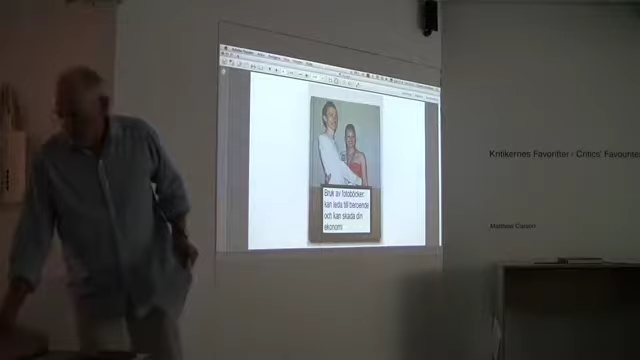 Bruk av fotoböcker
kan leda till beroende
och kan skada din
ekonomi
Kritikernes Favoritter / Critics' Favourites